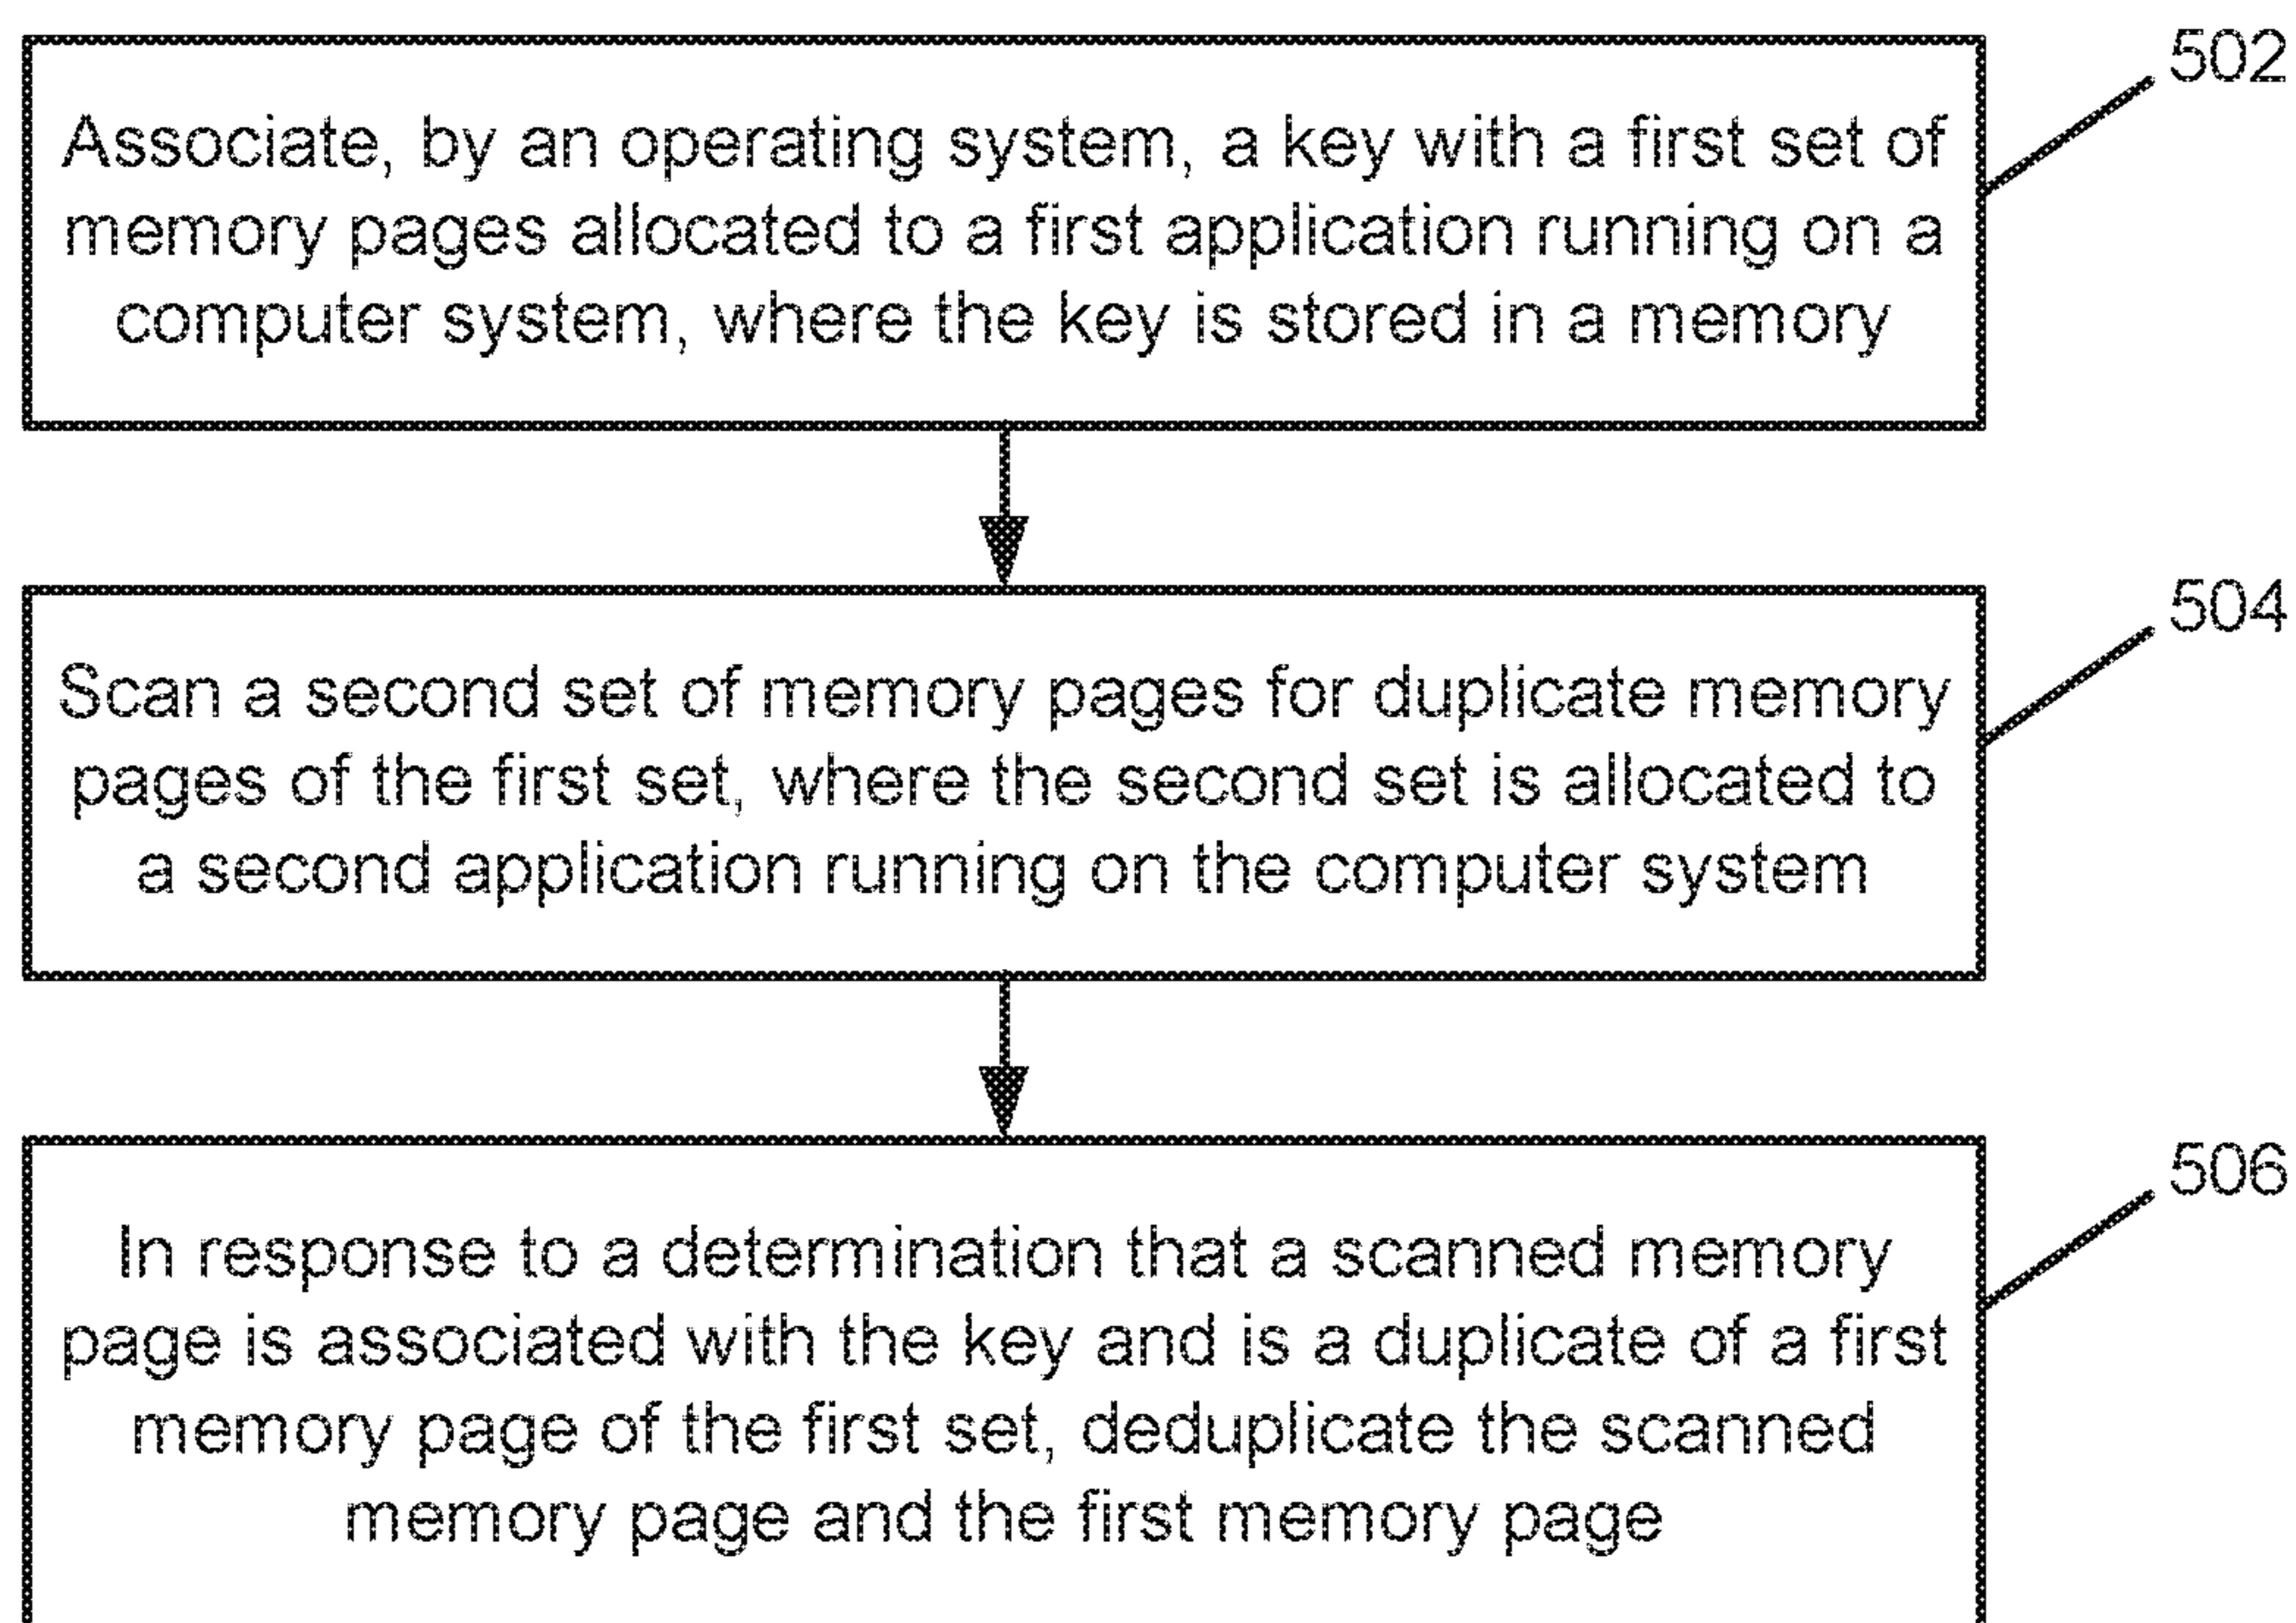 502
Associate, by an operating system, a key with a first set of
memory pages allocated to a first application running on a
computer system, where the key is stored in a memory
504
Scan a second set of memory pages for duplicate memory
pages of the first set, where the second set is allocated to
a second application running on the computer system
506
In response to a determination that a scanned memory
page is associated with the key and is a duplicate of a first
memory page of the first set, deduplicate the scanned
memory page and the first memory page